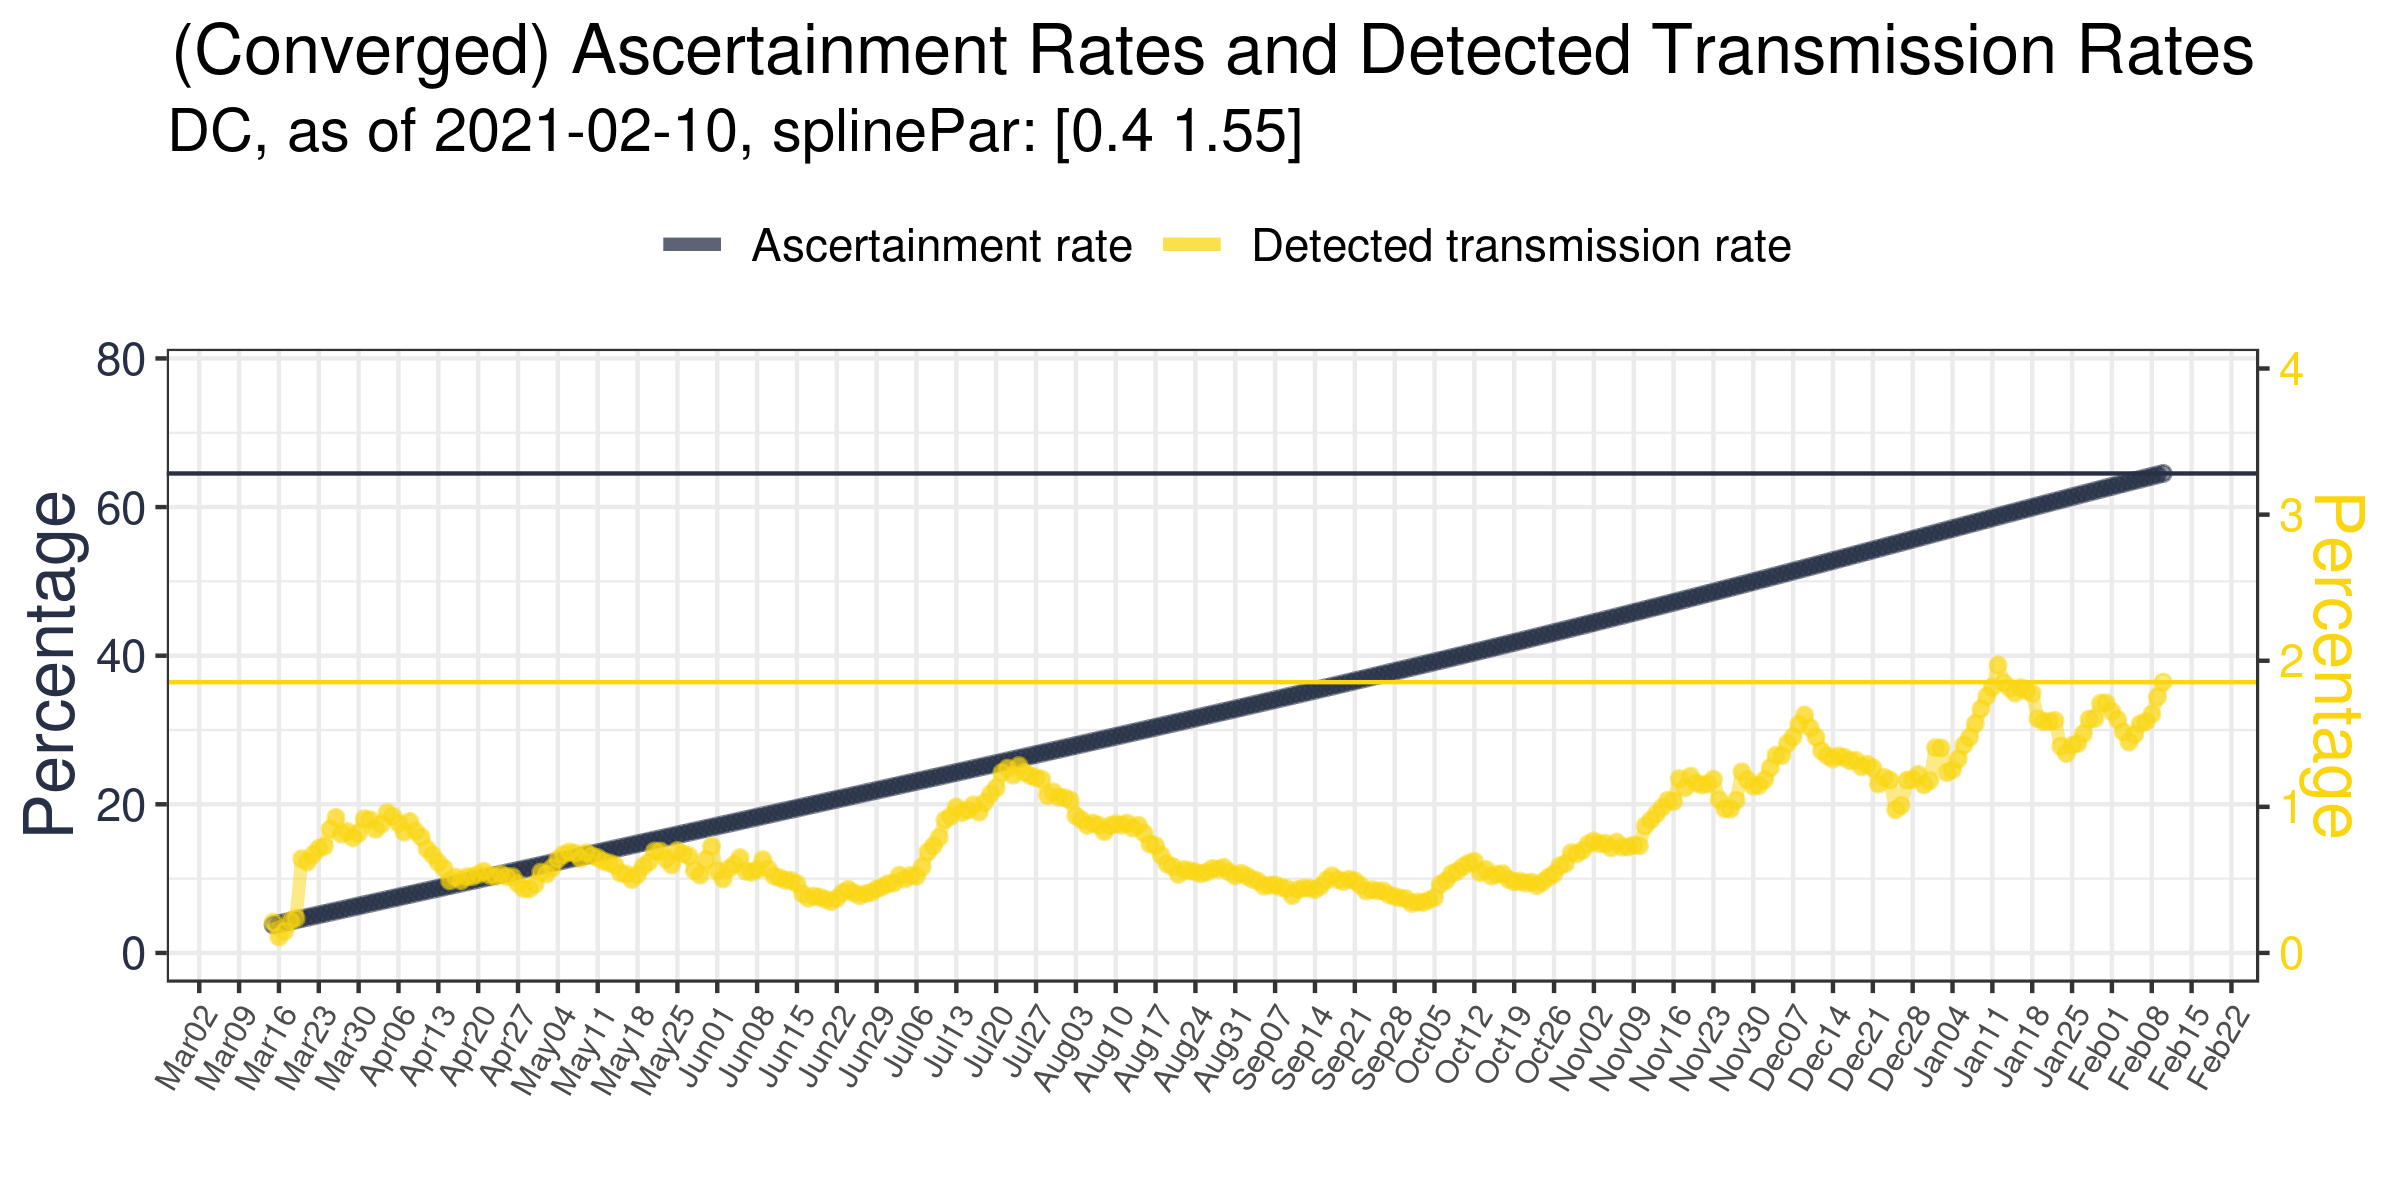 (Converged) Ascertainment Rates and Detected Transmission Rates
DC, as of 2021-02-10, splinePar: [0.4 1.55]
Ascertainment rate Detected transmission rate
Percentage
80
60
40
20
0
4
3
2
1
0
Percentage
Mar02 Mar09 Mar16 Mar23 Mar30 Apr06 Apr13 Apr20 Apr27 May04 May11 May18 May25 Jun01 Jun08 Jun15 Jun22 Jun29 Jul06 Jul13 Jul20 Jul27 Aug03 Aug10 Aug17 Aug24 Aug31 Sep07 Sep14 Sep21 Sep28 Oct05 Oct12 Oct19 Oct26 Nov02 Nov09 Nov16 Nov23 Nov30 Dec07 Dec14 Dec21 Dec28 Jan04 Jan11 Jan18 Jan25 Feb01 Feb08 Feb15 Feb22